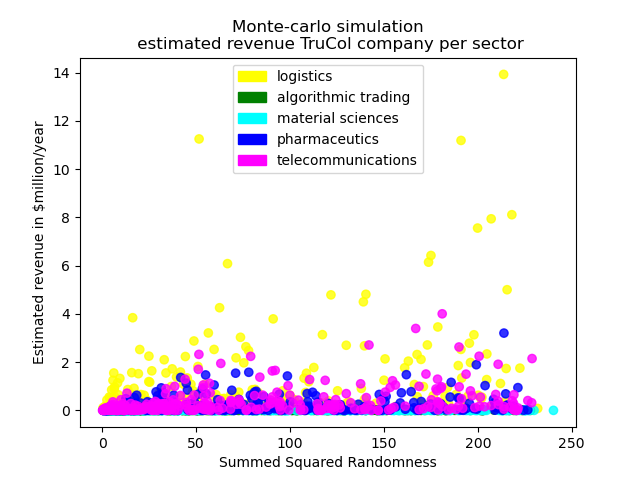 Monte-carlo simulation
estimated revenue TruCol company per sector
14
12
10
8
6
4
2
0
Estimated revenue in $million/year
logistics
algorithmic trading
material sciences
pharmaceutics
telecommunications
0 50 100 150 200 250
Summed Squared Randomness